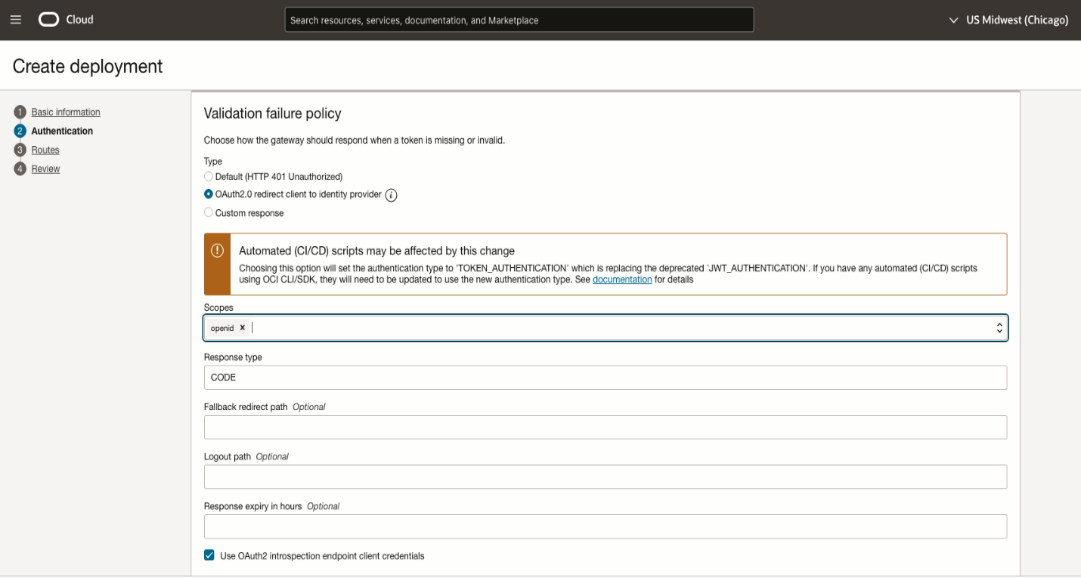 Cloud
Search resources, services, documentation, and Marketplace
US Midwest (Chicago)
Create deployment
1 Basic information
2 Authentication
3 Routes
4 Review
Validation failure policy
Choose how the gateway should respond when a token is missing or invalid.
Type
Default (HTTP 401 Unauthorized)
OAuth2.0 redirect client to identity provider i
Custom response
Automated (CI/CD) scripts may be affected by this change
Choosing this option will set the authentication type to 'TOKEN_AUTHENTICATION' which is replacing the deprecated 'JWT_AUTHENTICATION'. If you have any automated (CI/CD) scripts
using OCI CLI/SDK, they will need to be updated to use the new authentication type. See documentation for details
Scopes
openid x
Response type
CODE
Fallback redirect path Optional
Logout path Optional
Response expiry in hours Optional
Use OAuth2 introspection endpoint client credentials